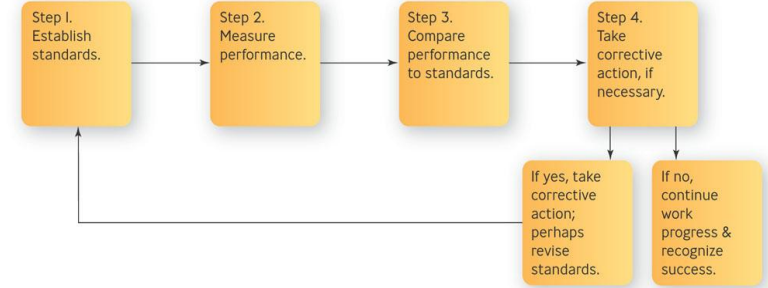 Step 1.
Establish
standards.
Step 2.
Measure
performance.
Step 3.
Compare
performance
to standards.
Step 4.
Take
corrective
action, if
necessary.
If yes, take
corrective
action;
perhaps
revise
standards.
If no,
continue
work
progress &
recognize
success.